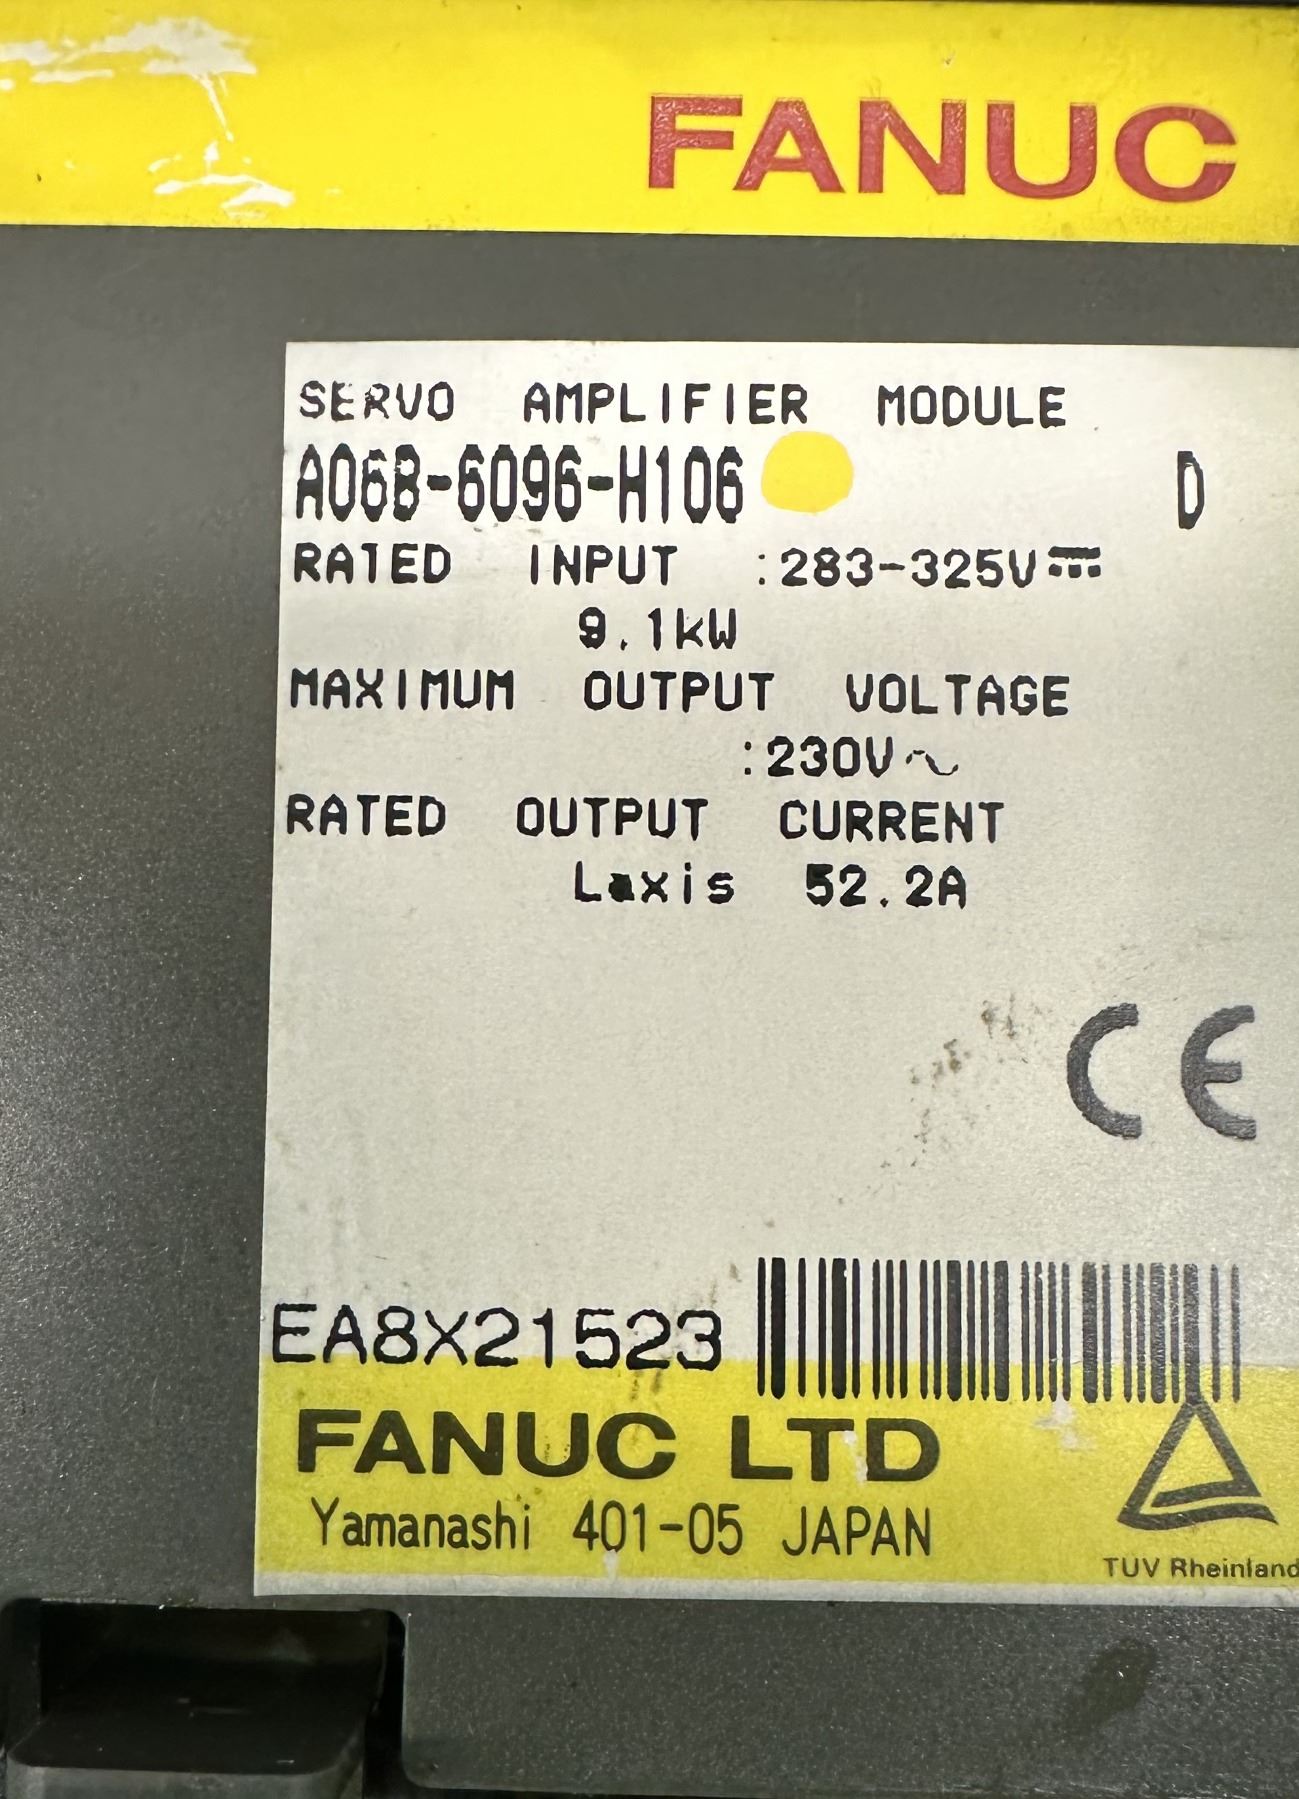 FANUC
SERVO AMPLIFIER MODULE
A06B-6096-H106 D
RATED INPUT :283-325V⎓
9.1kW
MAXIMUM OUTPUT VOLTAGE
:230V~
RATED OUTPUT CURRENT
Laxis 52.2A
CE
EA8X21523
FANUC LTD
Yamanashi 401-05 JAPAN
TUV Rheinland